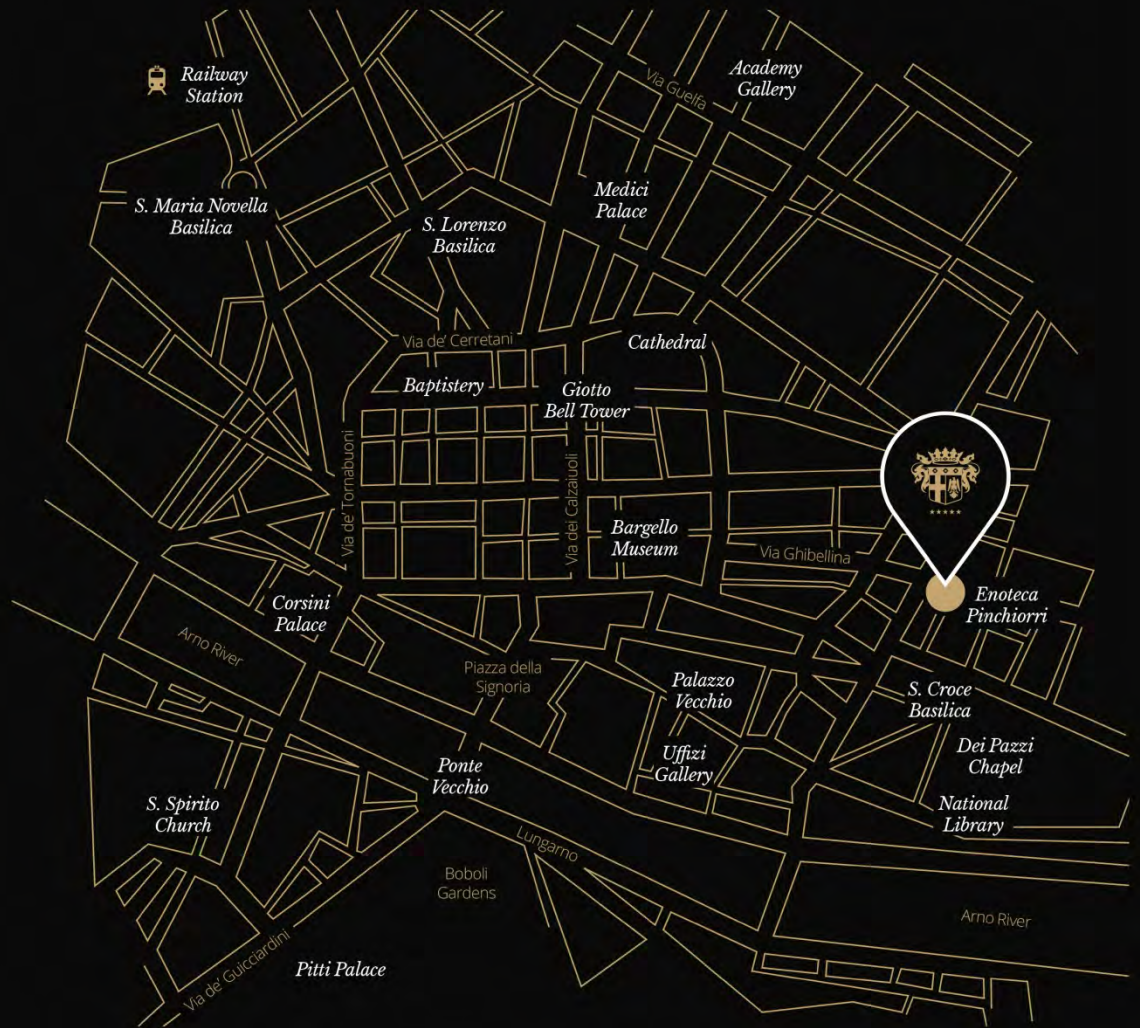 Railway
Station
Academy
Gallery
Via Guelfa
S. Maria Novella
Basilica
Medici
Palace
S. Lorenzo
Basilica
Via de' Cerretani
Cathedral
Baptistery
Giotto
Bell Tower
Via de' Tornabuoni
Via dei Calzaiuoli
Bargello
Museum
Via Ghibellina
Enoteca
Pinchiorri
Corsini
Palace
Arno River
Piazza della
Signoria
Palazzo
Vecchio
S. Croce
Basilica
Uffizi
Gallery
Dei Pazzi
Chapel
Ponte
Vecchio
S. Spirito
Church
National
Library
Lungarno
Boboli
Gardens
Arno River
Via de' Guicciardini
Pitti Palace